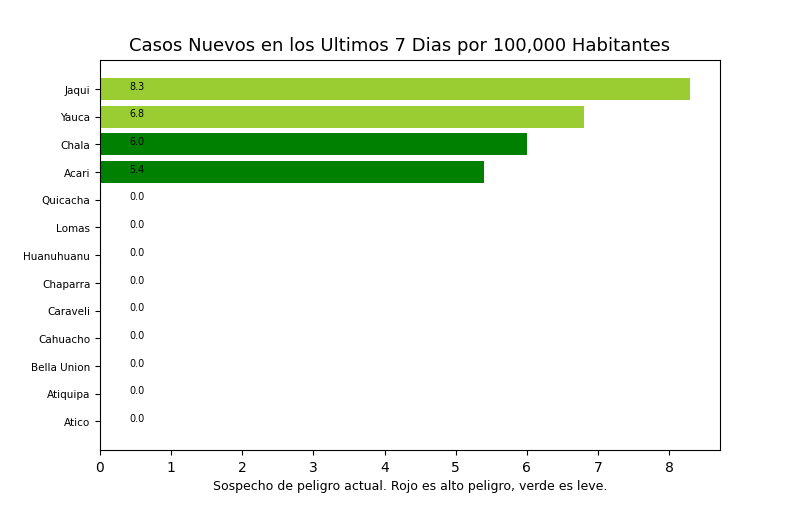 Casos Nuevos en los Ultimos 7 Dias por 100,000 Habitantes
Jaqui 8.3
Yauca 6.8
Chala 6.0
Acari 5.4
Quicacha 0.0
Lomas 0.0
Huanuhuanu 0.0
Chaparra 0.0
Caraveli 0.0
Cahuacho 0.0
Bella Union 0.0
Atiquipa 0.0
Atico 0.0
0 1 2 3 4 5 6 7 8
Sospecho de peligro actual. Rojo es alto peligro, verde es leve.